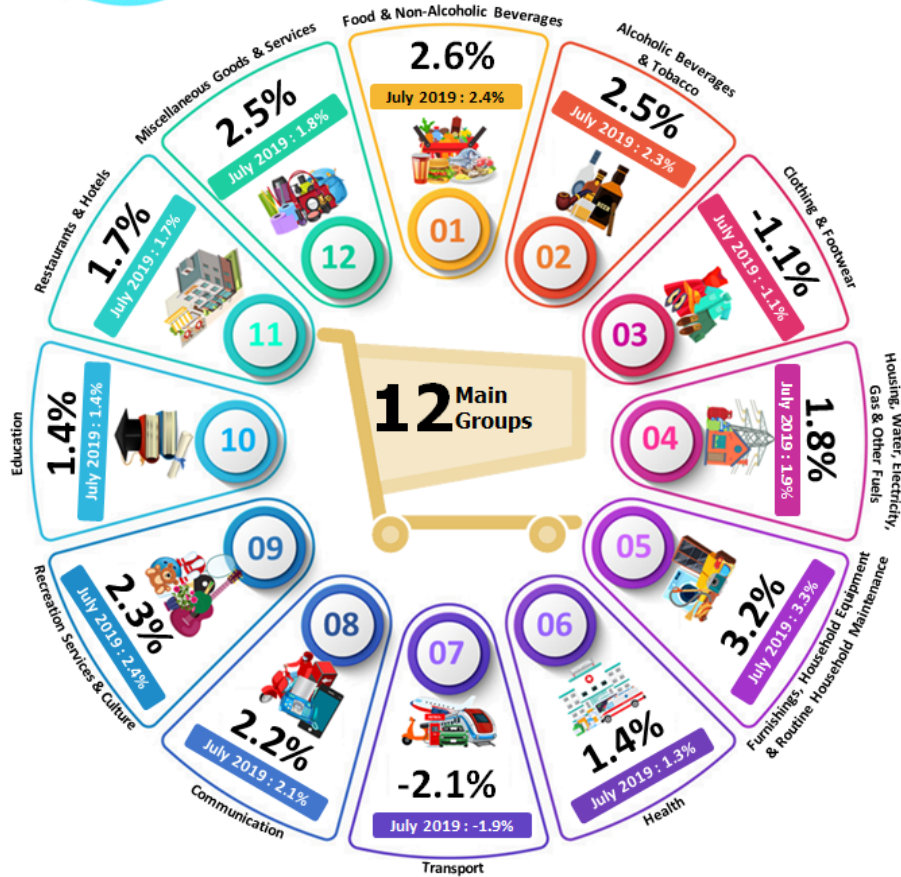 Food & Non-Alcoholic Beverages
2.6%
July 2019 : 2.4%
01
Alcoholic Beverages
& Tobacco
2.5%
July 2019 : 2.3%
02
Clothing & Footwear
-1.1%
July 2019 : -1.1%
03
Housing, Water, Electricity,
Gas & Other Fuels
1.8%
July 2019 : 1.9%
04
Furnishings, Household Equipment
& Routine Household Maintenance
3.2%
July 2019 : 3.3%
05
Health
1.4%
July 2019 : 1.3%
06
Transport
-2.1%
July 2019 : -1.9%
07
Communication
2.2%
July 2019 : 2.1%
08
Recreation Services & Culture
2.3%
July 2019 : 2.4%
09
Education
1.4%
July 2019 : 1.4%
10
Restaurants & Hotels
1.7%
July 2019 : 1.7%
11
Miscellaneous Goods & Services
2.5%
July 2019 : 1.8%
12
12 Main
Groups